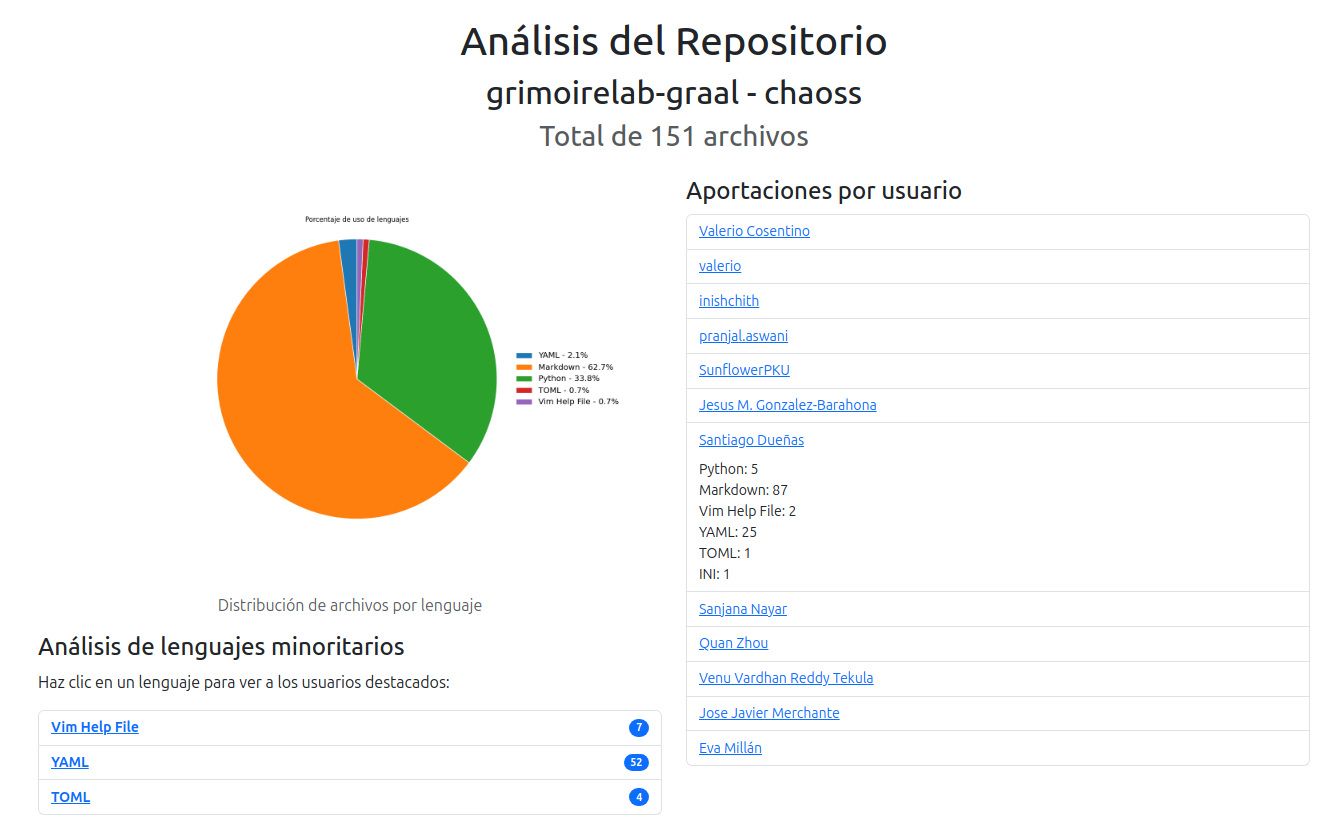 Análisis del Repositorio
grimoirelab-graal - chaoss
Total de 151 archivos
Porcentaje de uso de lenguajes
YAML - 2.1%
Markdown - 62.7%
Python - 33.8%
TOML - 0.7%
Vim Help File - 0.7%
Distribución de archivos por lenguaje
Análisis de lenguajes minoritarios
Haz clic en un lenguaje para ver a los usuarios destacados:
Vim Help File 7
YAML 52
TOML 4
Aportaciones por usuario
Valerio Cosentino
valerio
inishchith
pranjal.aswani
SunflowerPKU
Jesus M. Gonzalez-Barahona
Santiago Dueñas
Python: 5
Markdown: 87
Vim Help File: 2
YAML: 25
TOML: 1
INI: 1
Sanjana Nayar
Quan Zhou
Venu Vardhan Reddy Tekula
Jose Javier Merchante
Eva Millán